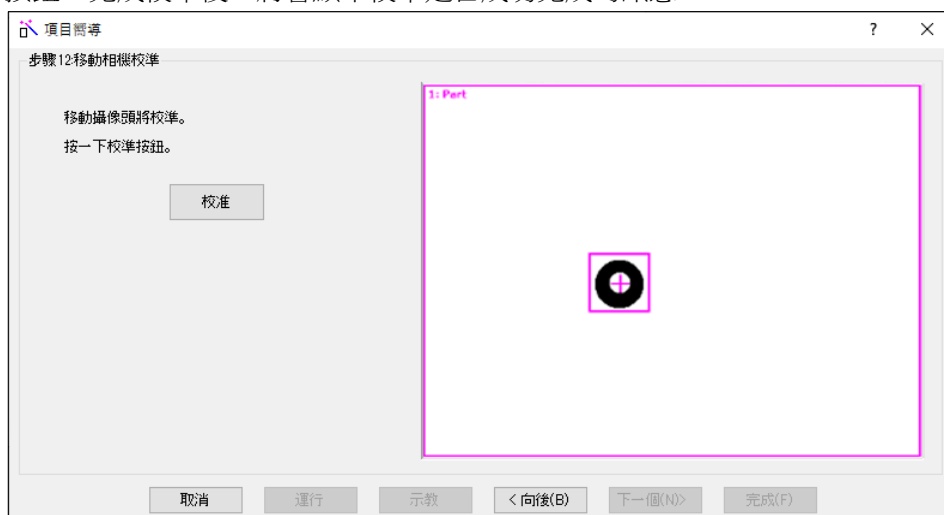 項目嚮導
?
步驟12:移動相機校準
移動攝像頭將校準。
按一下校準按鈕。
校准
1: Part
取消
運行
示教
< 向後(B)
下一個(N)>
完成(F)